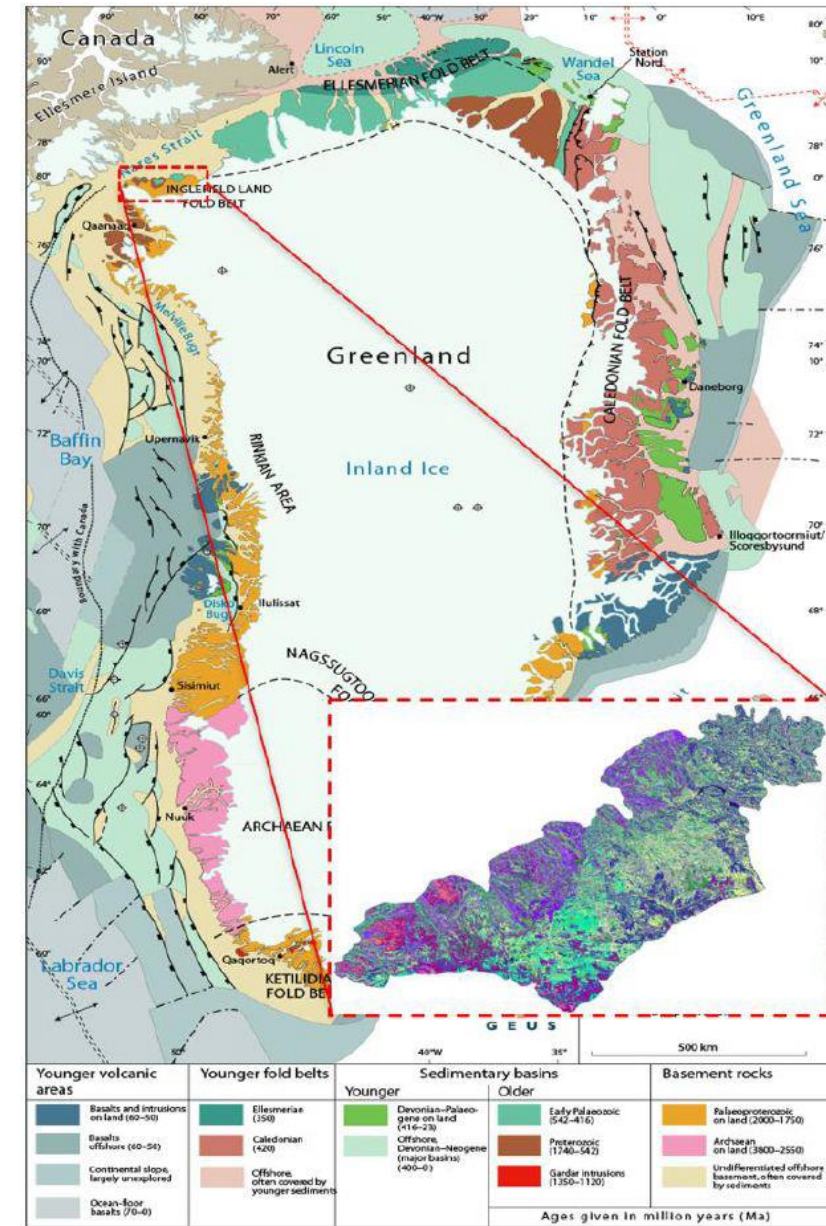 Canada
Lincoln
Sea
Alert
Ellesmere Island
ELLESMERIAN FOLD BELT
Wandel
Sea
Station
Nord
Greenland Sea
Nares Strait
INGLEFIELD LAND
FOLD BELT
Qaanaaq
Melville Bugt
Greenland
CALEDONIAN FOLD BELT
Daneborg
Upernavik
Baffin
Bay
RINKIAN AREA
Inland Ice
Boundary with Canada
Illoqqortoormiut/
Scoresbysund
Disko
Bugt
Ilulissat
NAGSSUGTOQ
FO
Davis
Strait
Sisimiut
Nuuk
ARCHAEAN
Labrador
Sea
Qaqortoq
KETILIDIA
FOLD BE
GEUS
40°W
500 km
Younger volcanic
areas
Basalts and intrusions
on land (60–50)
Basalts
offshore (60–50)
Continental slope,
largely unexplored
Ocean-floor
basalts (70–0)
Younger fold belts
Ellesmerian
(350)
Caledonian
(420)
Offshore,
often covered by
younger sediments
Sedimentary basins
Younger
Devonian–Palaeo-
gene on land
(416–23)
Offshore,
Devonian–Neogene
(major basins)
(400–0)
Older
Early Palaeozoic
(542–416)
Proterozoic
(1740–542)
Gardar intrusions
(1350–1120)
Basement rocks
Palaeoproterozoic
on land (2000–1750)
Archaean
on land (3800–2550)
Undifferentiated offshore
basement, often covered
by sediments
Ages given in million years (Ma)